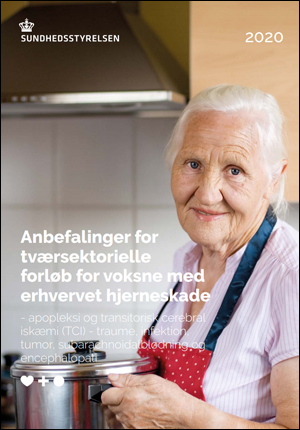 SUNDHEDSSTYRELSEN
2020
Anbefalinger for
tværsektorielle
forløb for voksne med
erhvervet hjerneskade
- apopleksi og transitorisk cerebral
iskæmi (TCI) - traume, infektion,
tumor, subarachnoidalblødning og
encephalopati